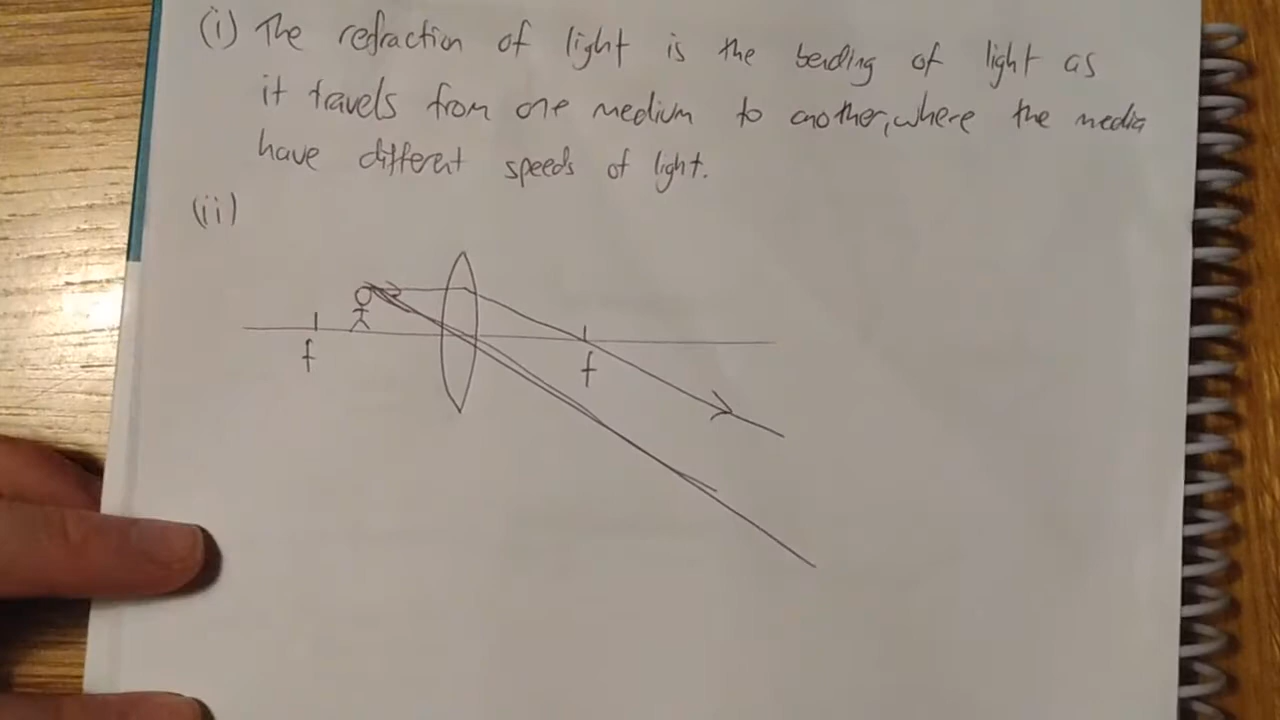 (i) The refraction of light is the bending of light as
it travels from one medium to another, where the media
have different speeds of light.
(ii)
f
f